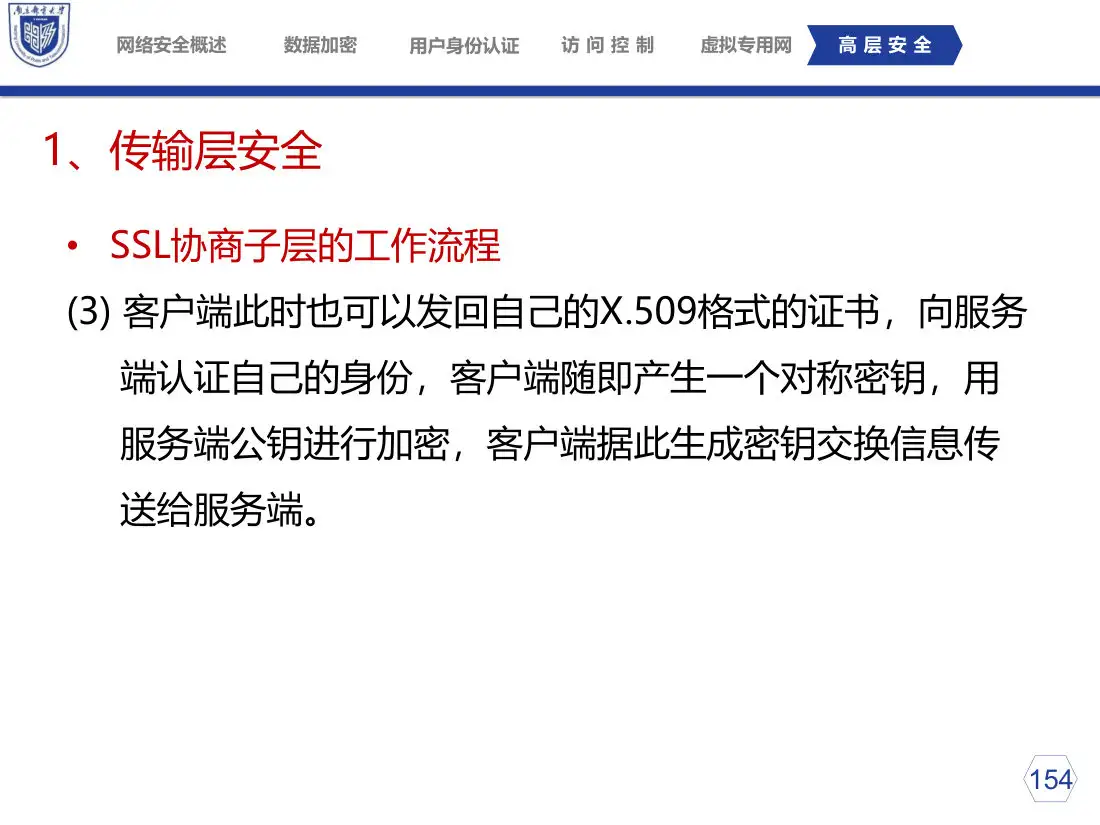 南京邮电大学
网络安全概述 数据加密 用户身份认证 访问控制 虚拟专用网 高层安全
1、传输层安全
• SSL协商子层的工作流程
(3) 客户端此时也可以发回自己的X.509格式的证书，向服务
端认证自己的身份，客户端随即产生一个对称密钥，用
服务端公钥进行加密，客户端据此生成密钥交换信息传
送给服务端。
154